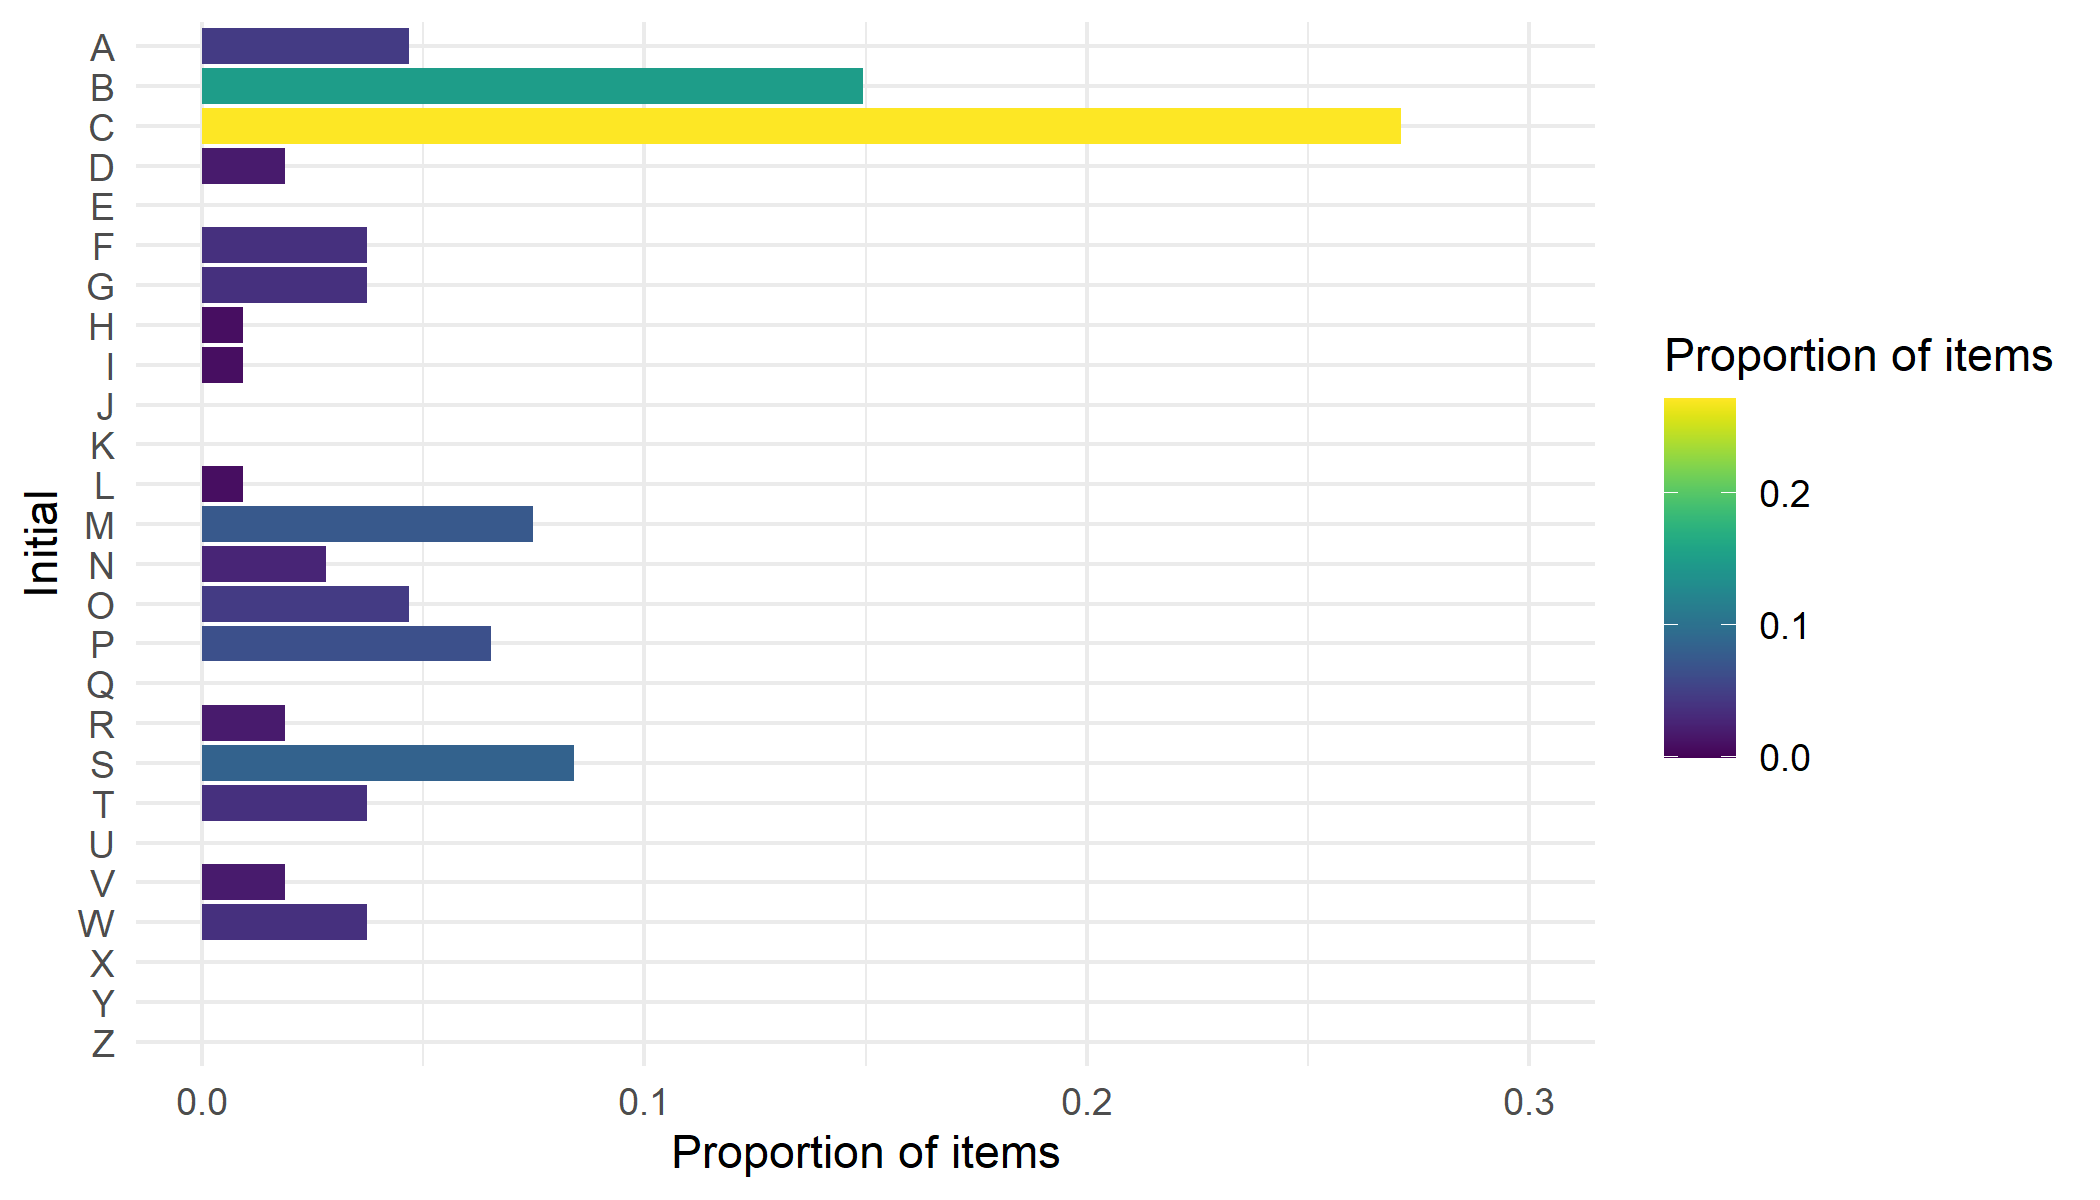 A
B
C
D
E
F
G
H
I
J
K
L
M
N
O
P
Q
R
S
T
U
V
W
X
Y
Z
Initial
0.0 0.1 0.2 0.3
Proportion of items
Proportion of items
0.2
0.1
0.0